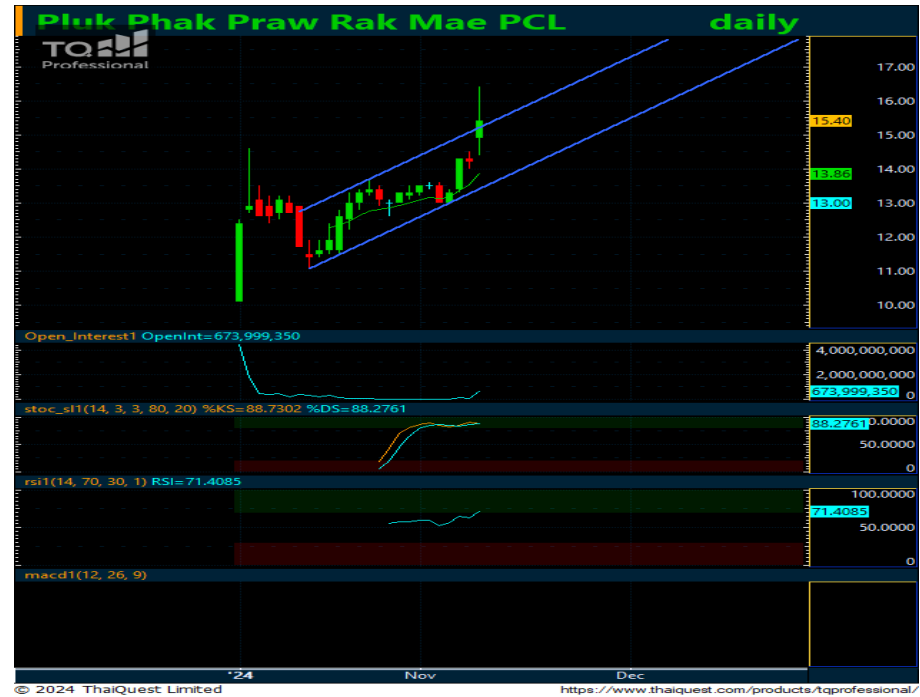 Pluk Phak Praw Rak Mae PCL daily
TQ
Professional
17.00
16.00
15.40
15.00
14.00
13.86
13.00
13.00
12.00
11.00
10.00
Open_Interest1 OpenInt=673,999,350
4,000,000,000
2,000,000,000
673,999,350 0
stoc_sl1(14, 3, 3, 80, 20) %KS=88.7302 %DS=88.2761
88.2761 0.0000
50.0000
0
rsi1(14, 70, 30, 1) RSI=71.4085
100.0000
71.4085
50.0000
0
macd1(12, 26, 9)
'24 Nov Dec
© 2024 ThaiQuest Limited https://www.thaiquest.com/products/tqprofessional/